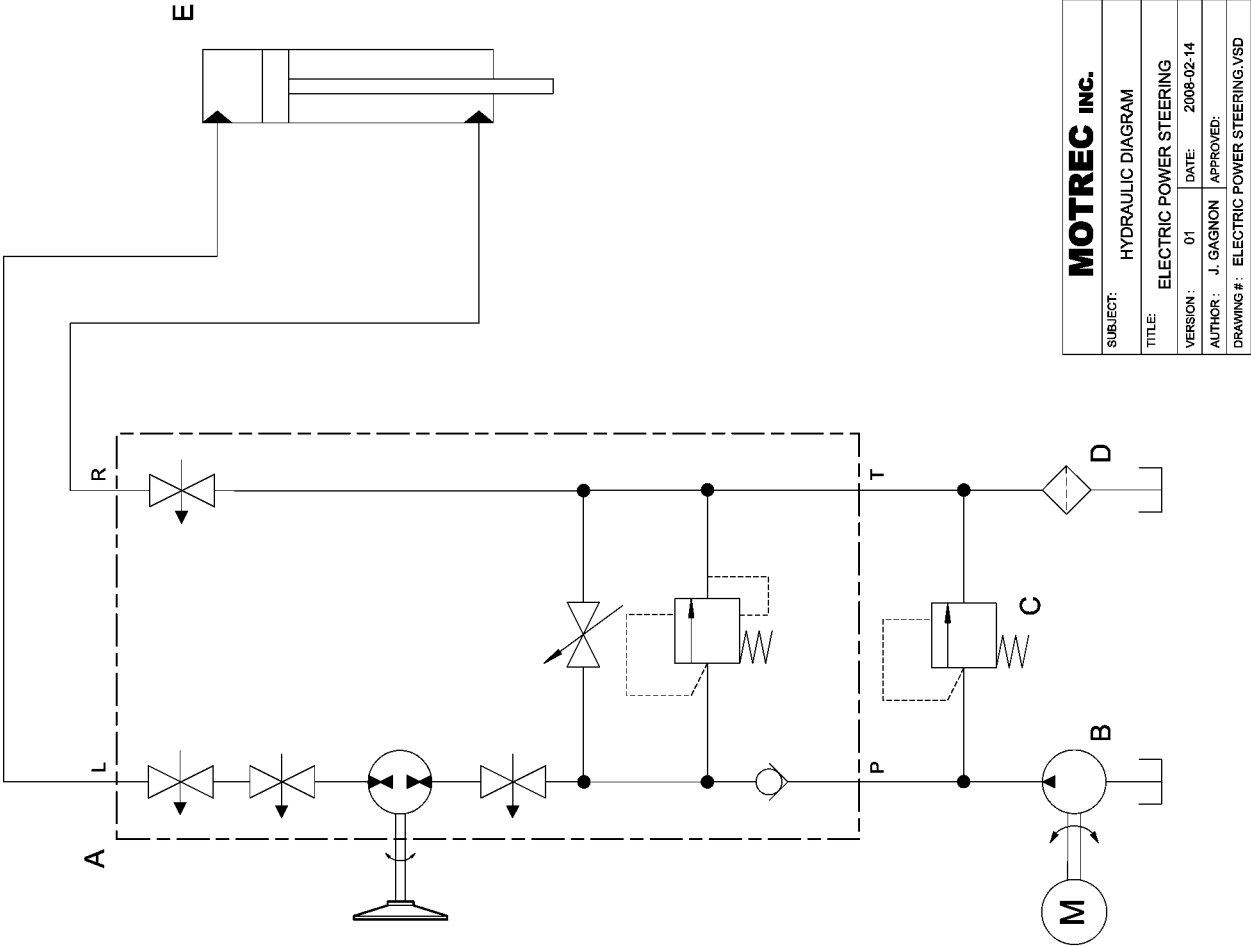 E
R
L
A
T
P
D
C
B
M
MOTREC INC.
SUBJECT:
HYDRAULIC DIAGRAM
TITLE:
ELECTRIC POWER STEERING
VERSION : 01 DATE: 2008-02-14
AUTHOR : J. GAGNON APPROVED:
DRAWING # : ELECTRIC POWER STEERING.VSD